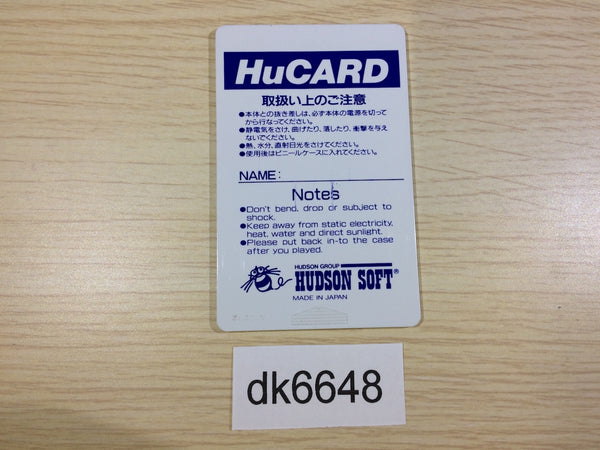 HuCARD
取扱い上のご注意
●本体との抜き差しは、必ず本体の電源を切って
から行なってください。
●静電気をさけ、曲げたり、落したり、衝撃を与え
ないでください。
●熱、水分、直射日光をさけてください。
●使用後はビニールケースに入れてください。
NAME:
Notes
●Don't bend, drop or subject to
shock.
●Keep away from static electricity,
heat, water and direct sunlight.
●Please put back in-to the case
after you played.
HUDSON GROUP
HUDSON SOFT®
MADE IN JAPAN
dk6648